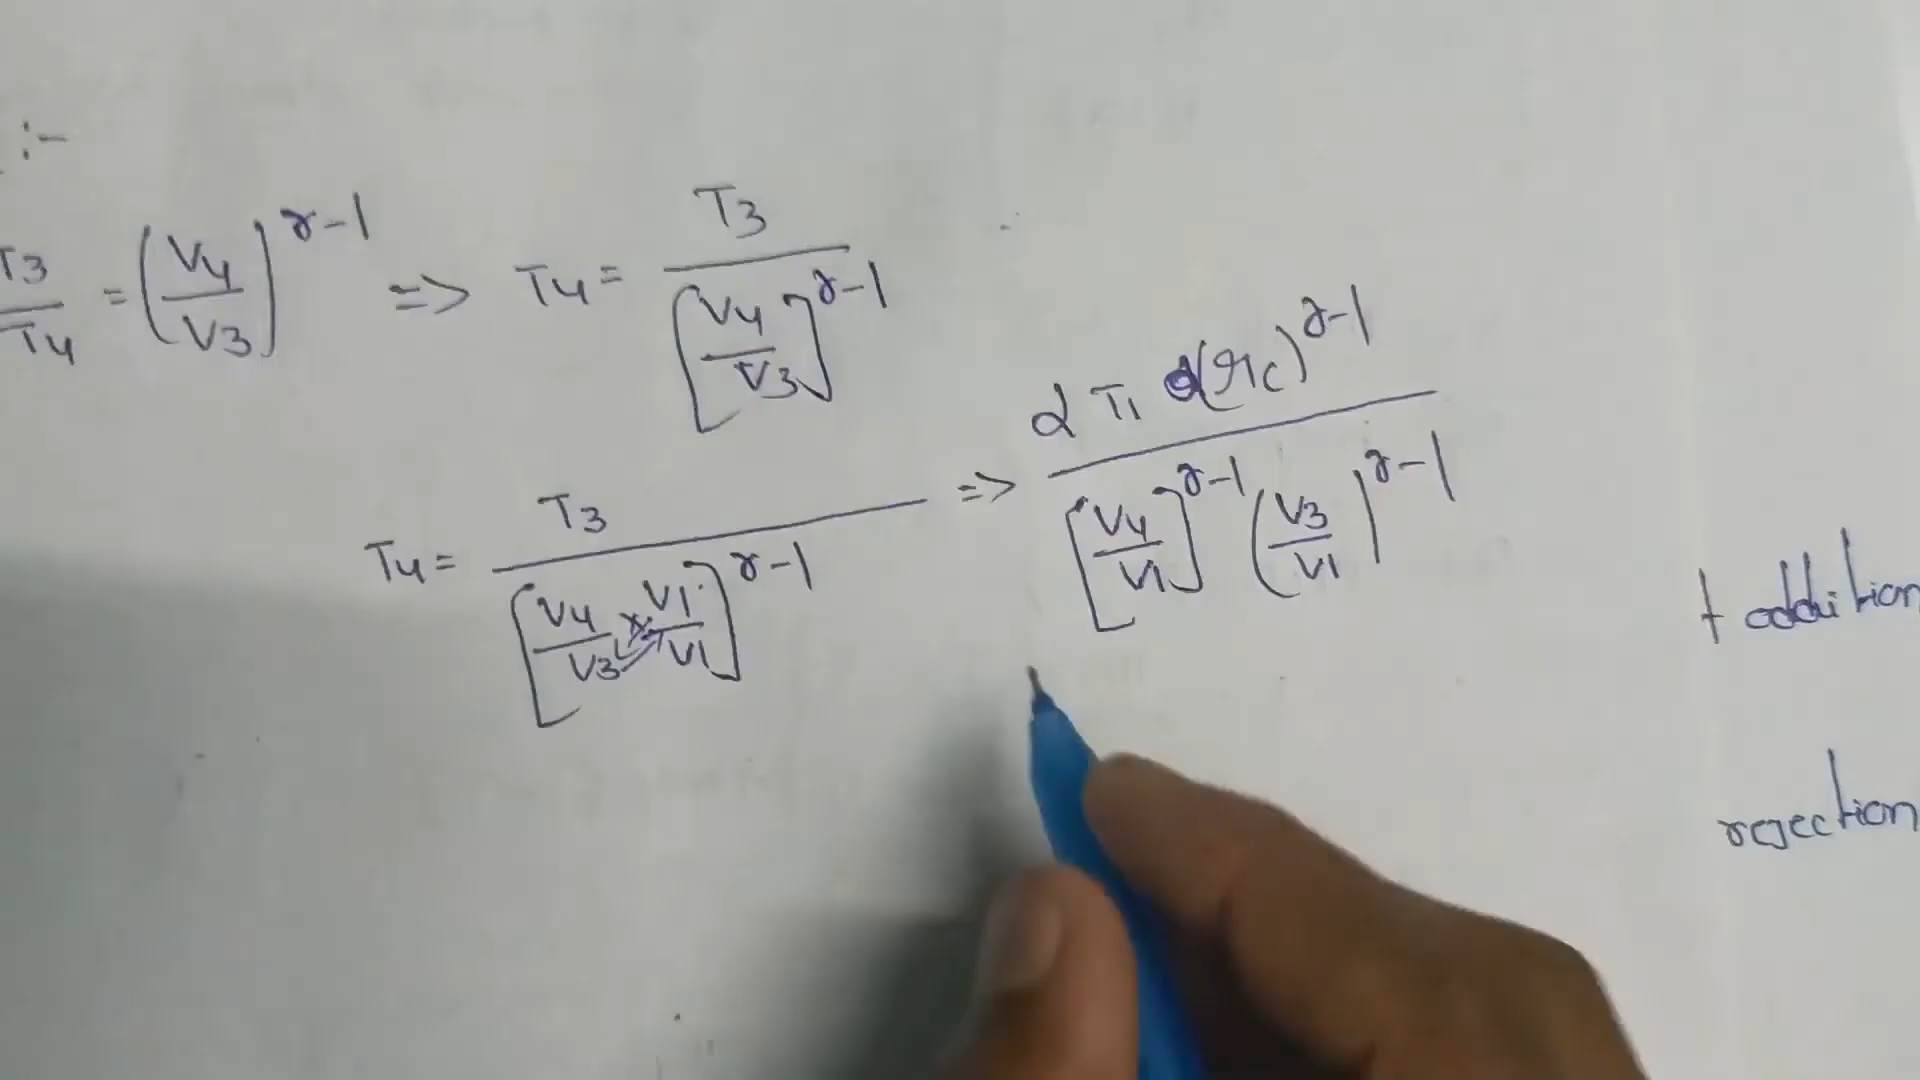 :-
T3/T4 = (V4/V3)^γ-1 => T4 = T3/[V4/V3]^γ-1
T4 = T3/[V4/V3 × V1/V1]^γ-1 => α T1 (rc)^γ-1/[V4/V1]^γ-1 (V3/V1)^γ-1
t addition
rejection